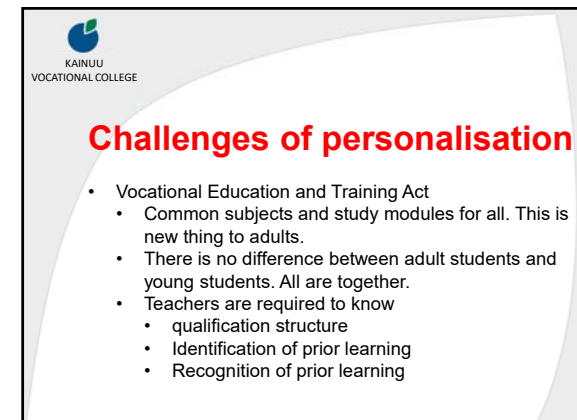 KAINUU
VOCATIONAL COLLEGE
Challenges of personalisation
• Vocational Education and Training Act
• Common subjects and study modules for all. This is
new thing to adults.
• There is no difference between adult students and
young students. All are together.
• Teachers are required to know
• qualification structure
• Identification of prior learning
• Recognition of prior learning